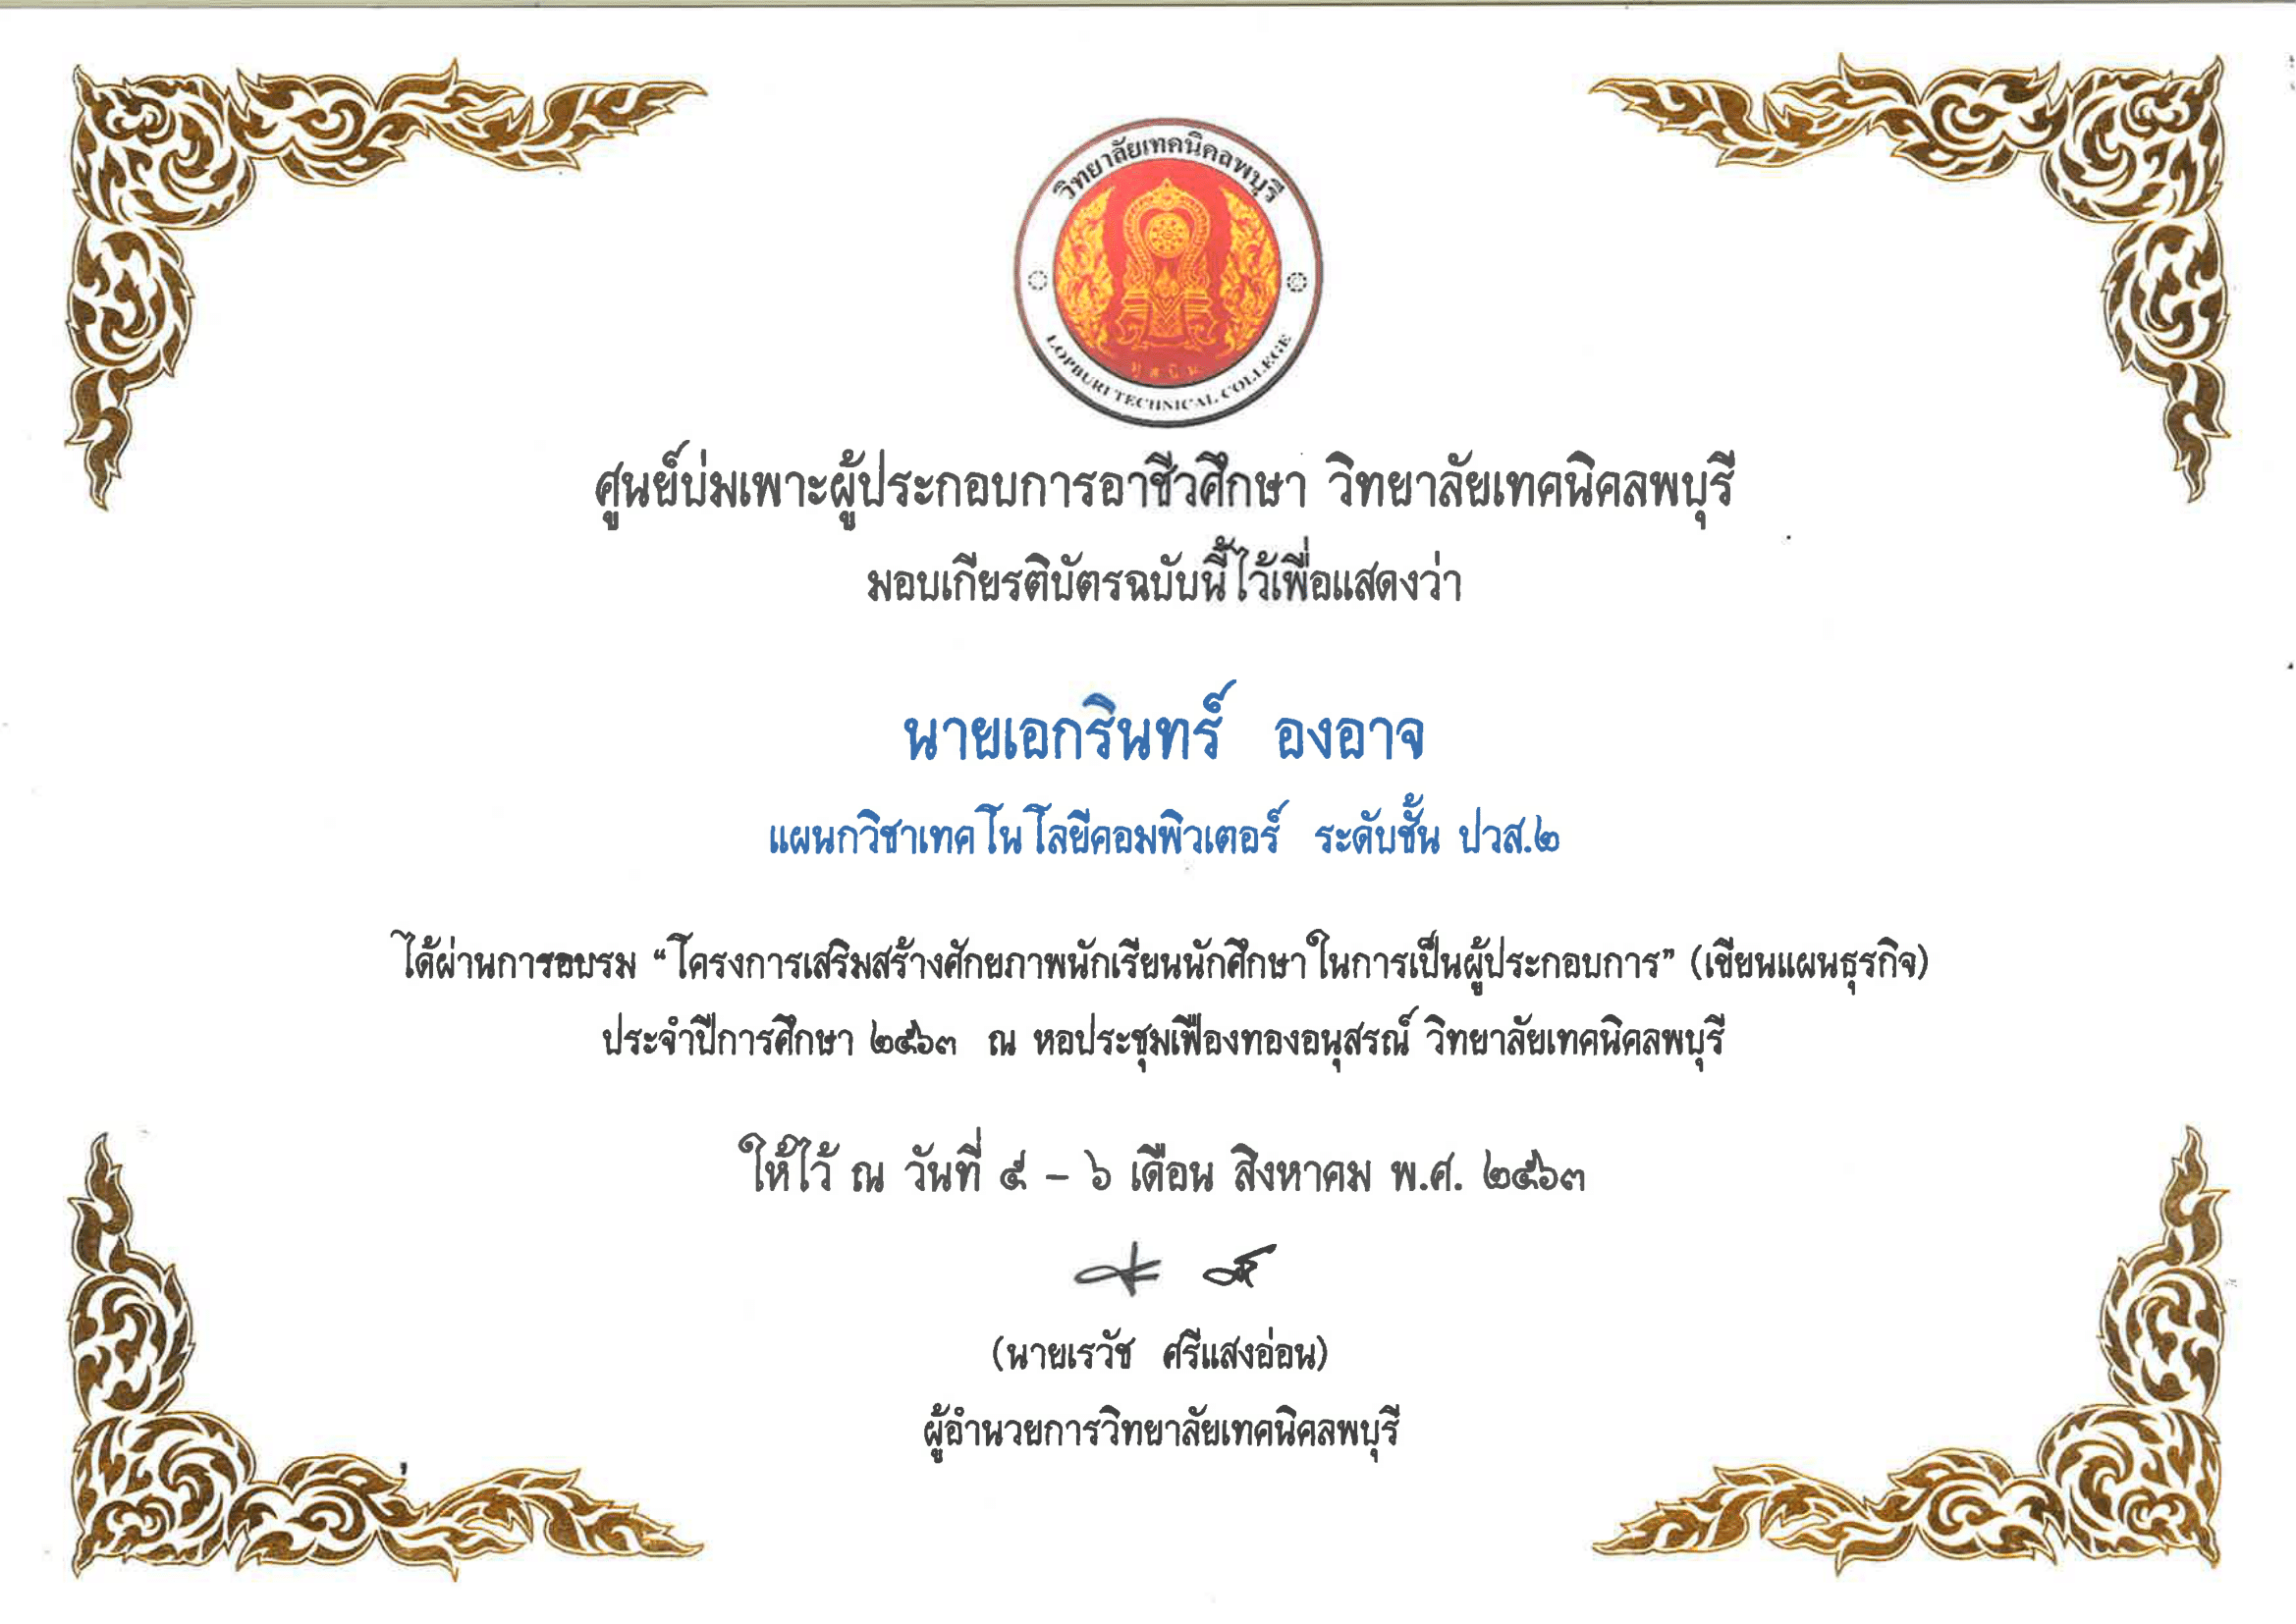 วิทยาลัยเทคนิคลพบุรี
LOPBURI TECHNICAL COLLEGE
ศูนย์บ่มเพาะผู้ประกอบการอาชีวศึกษา วิทยาลัยเทคนิคลพบุรี
มอบเกียรติบัตรฉบับนี้ไว้เพื่อแสดงว่า
นายเอกรินทร์ องอาจ
แผนกวิชาเทคโนโลยีคอมพิวเตอร์ ระดับชั้น ปวส.๒
ได้ผ่านการอบรม “โครงการเสริมสร้างศักยภาพนักเรียนนักศึกษาในการเป็นผู้ประกอบการ” (เขียนแผนธุรกิจ)
ประจำปีการศึกษา ๒๕๖๓ ณ หอประชุมเฟื่องทองอนุสรณ์ วิทยาลัยเทคนิคลพบุรี
ให้ไว้ ณ วันที่ ๕ – ๖ เดือน สิงหาคม พ.ศ. ๒๕๖๓
(นายเรวัช ศรีแสงอ่อน)
ผู้อำนวยการวิทยาลัยเทคนิคลพบุรี